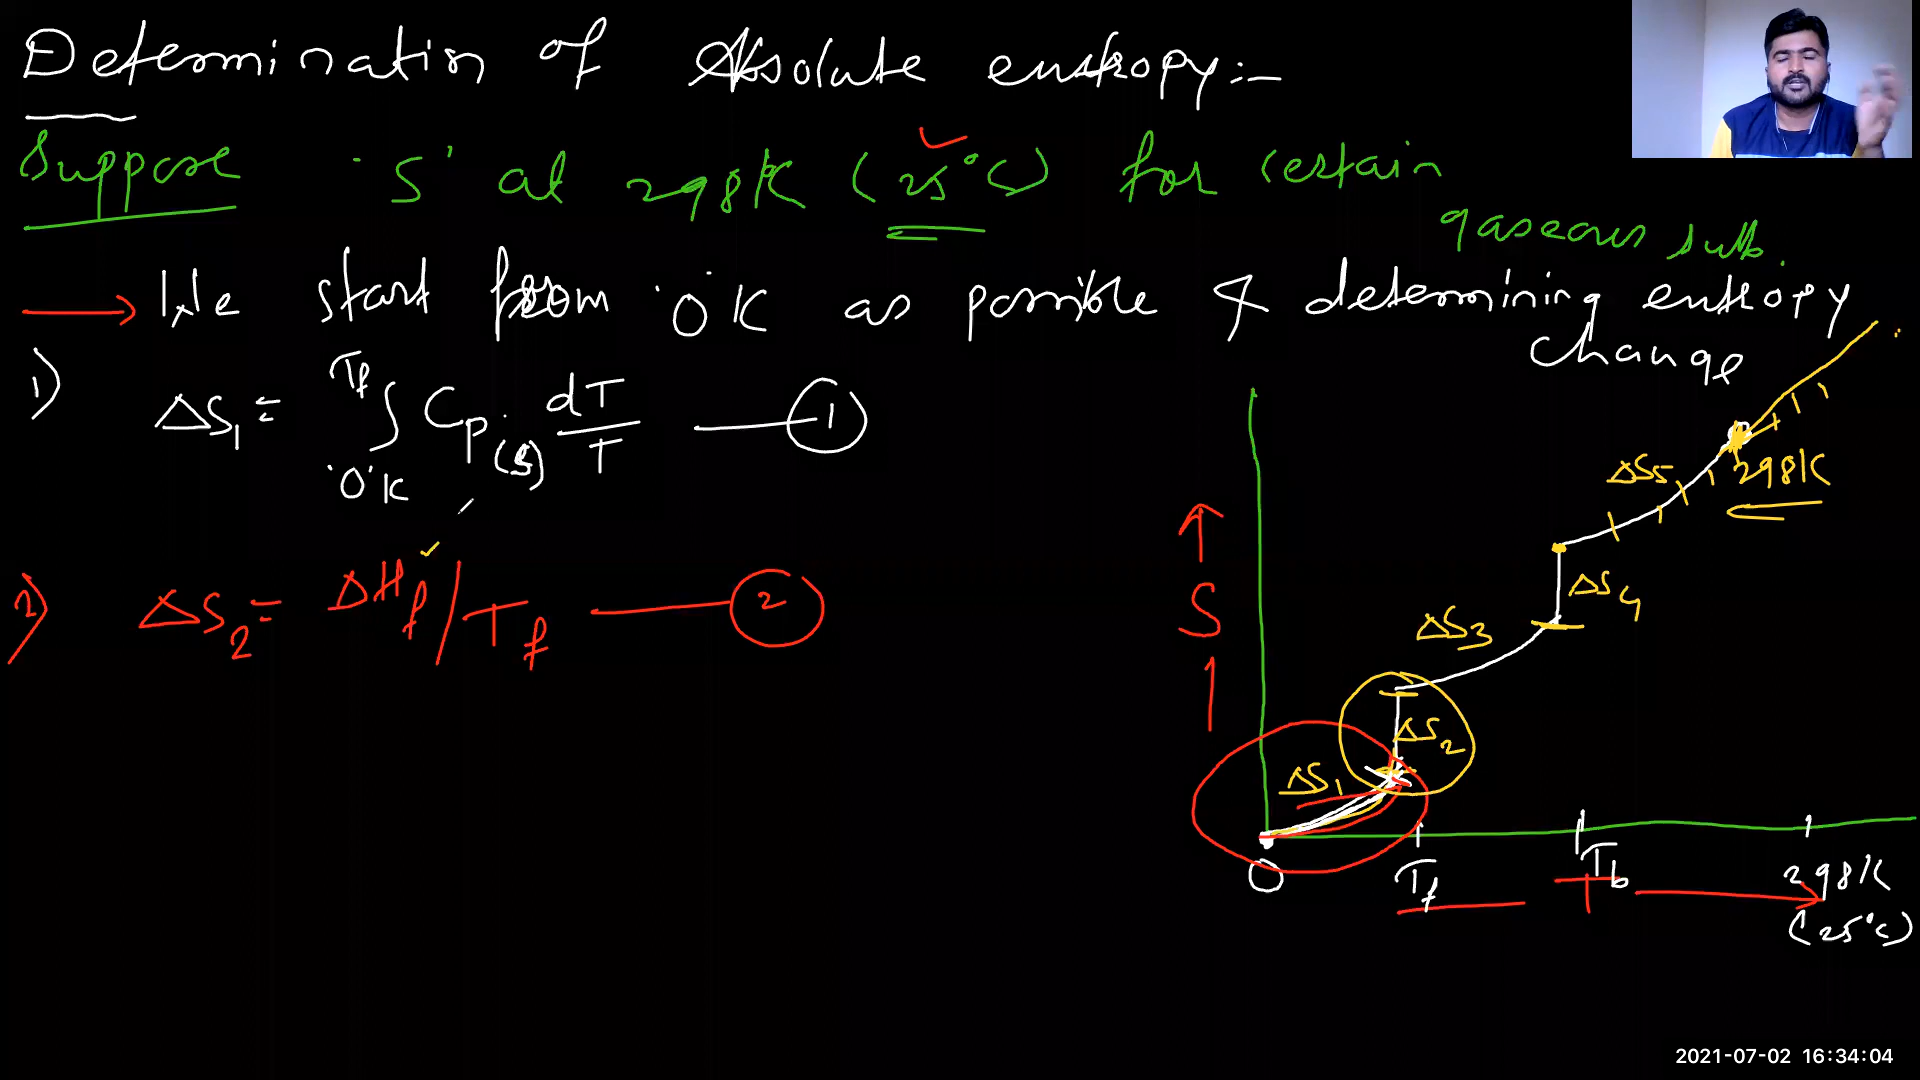 Determination of Absolute entropy:-
Suppose 'S' at 298K (25°C) for certain
gaseous sub.
We start from '0'K as possible & determining entropy
change
1) ΔS₁ = ∫ Cp(s) dT/T — ①
Tf
'0'K
2) ΔS₂ = ΔHf/Tf — ②
S
ΔS₁
ΔS₂
ΔS₃
ΔS₄
ΔS₅
298K
0
Tf
Tb
298K
(25°C)
2021-07-02 16:34:04